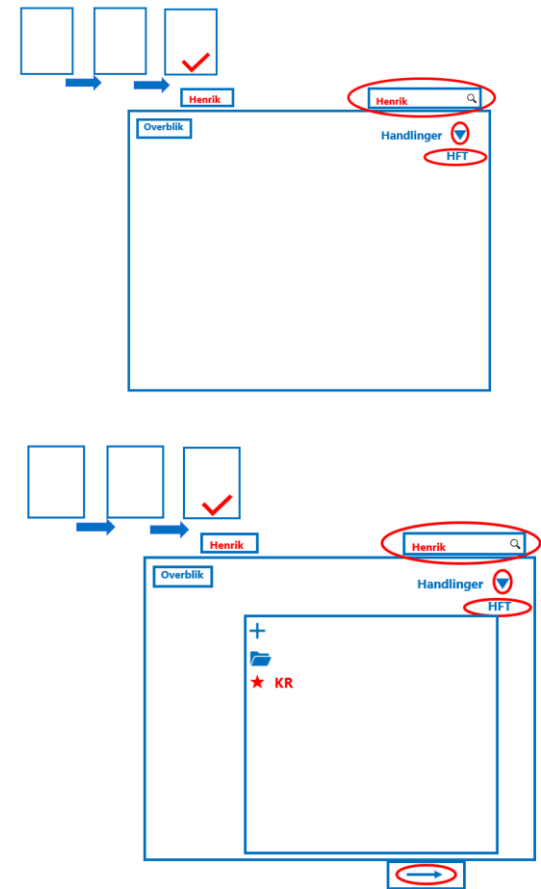 Henrik
Henrik
Overblik
Handlinger
HFT
Henrik
Henrik
Overblik
Handlinger
HFT
KR